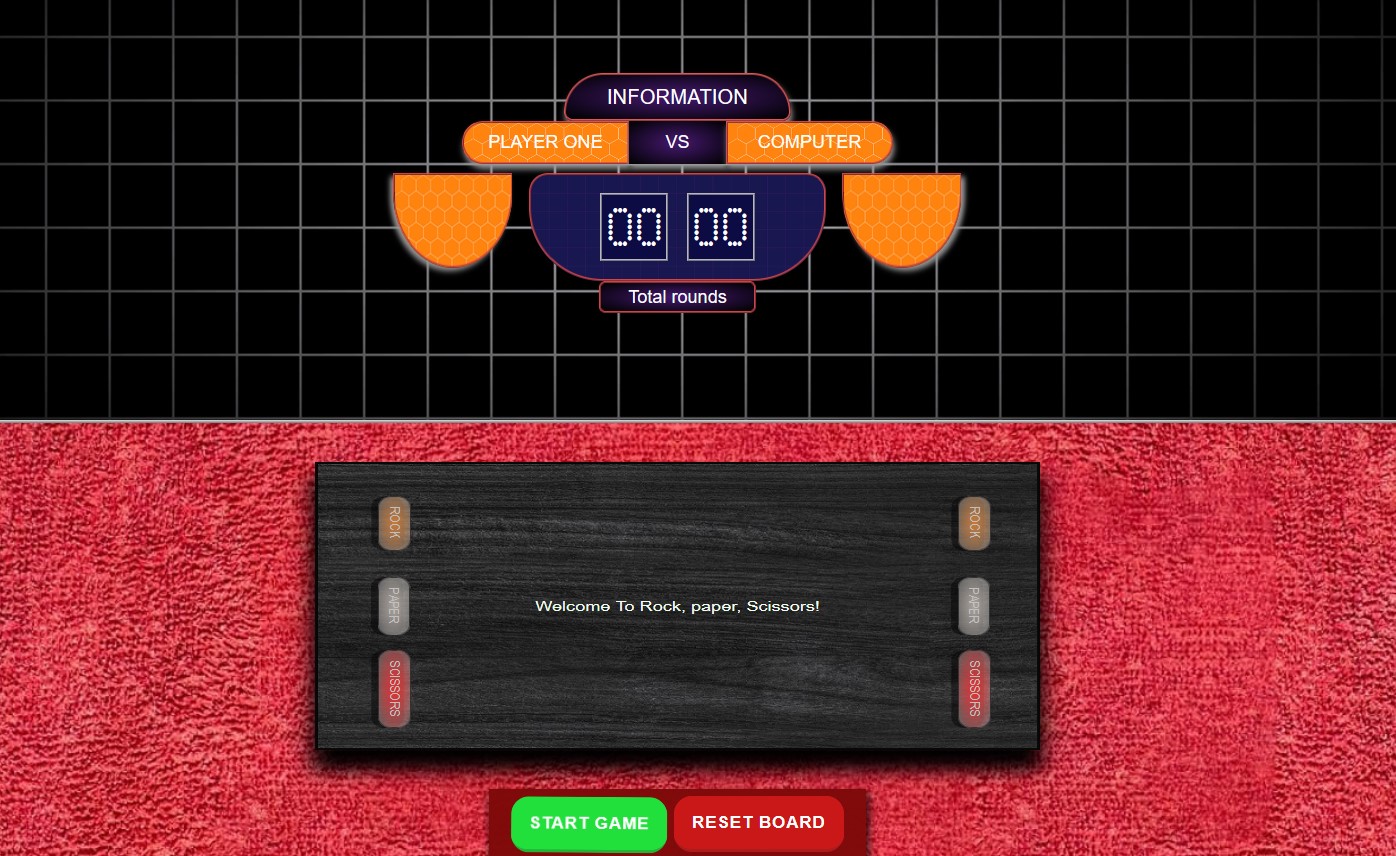 INFORMATION
PLAYER ONE VS COMPUTER
00 00
Total rounds
ROCK ROCK
PAPER Welcome To Rock, paper, Scissors! PAPER
SCISSORS SCISSORS
START GAME RESET BOARD